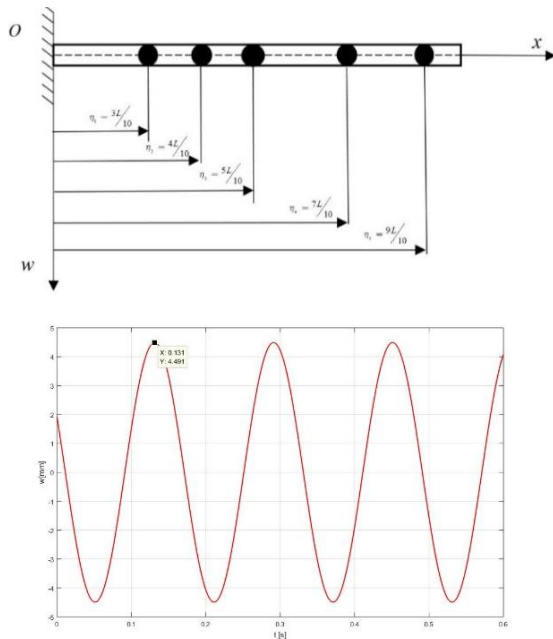 O
x
η₁ = 3L/10
η₂ = 4L/10
η₃ = 5L/10
η₄ = 7L/10
η₅ = 9L/10
w
5
4
3
2
1
0
-1
-2
-3
-4
-5
w[mm]
X: 0.131
Y: 4.491
0 0.1 0.2 0.3 0.4 0.5 0.6
t [s]